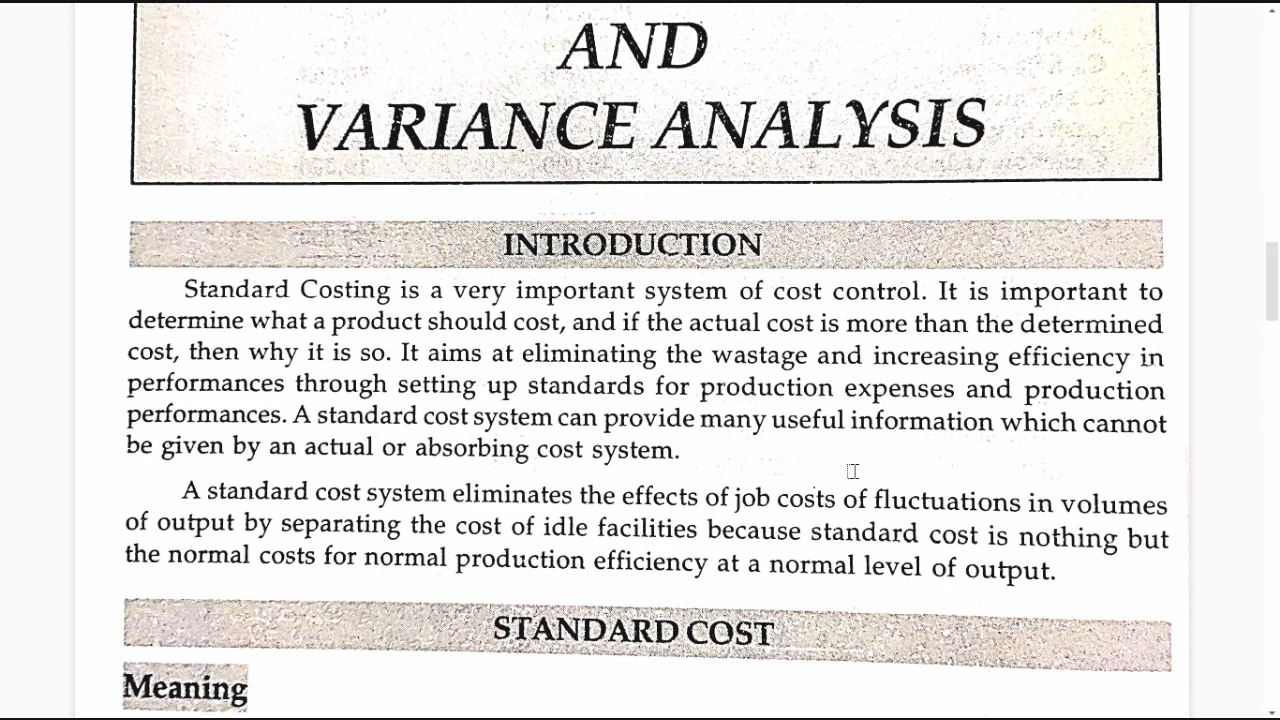 AND
VARIANCE ANALYSIS
INTRODUCTION
Standard Costing is a very important system of cost control. It is important to
determine what a product should cost, and if the actual cost is more than the determined
cost, then why it is so. It aims at eliminating the wastage and increasing efficiency in
performances through setting up standards for production expenses and production
performances. A standard cost system can provide many useful information which cannot
be given by an actual or absorbing cost system.
A standard cost system eliminates the effects of job costs of fluctuations in volumes
of output by separating the cost of idle facilities because standard cost is nothing but
the normal costs for normal production efficiency at a normal level of output.
STANDARD COST
Meaning